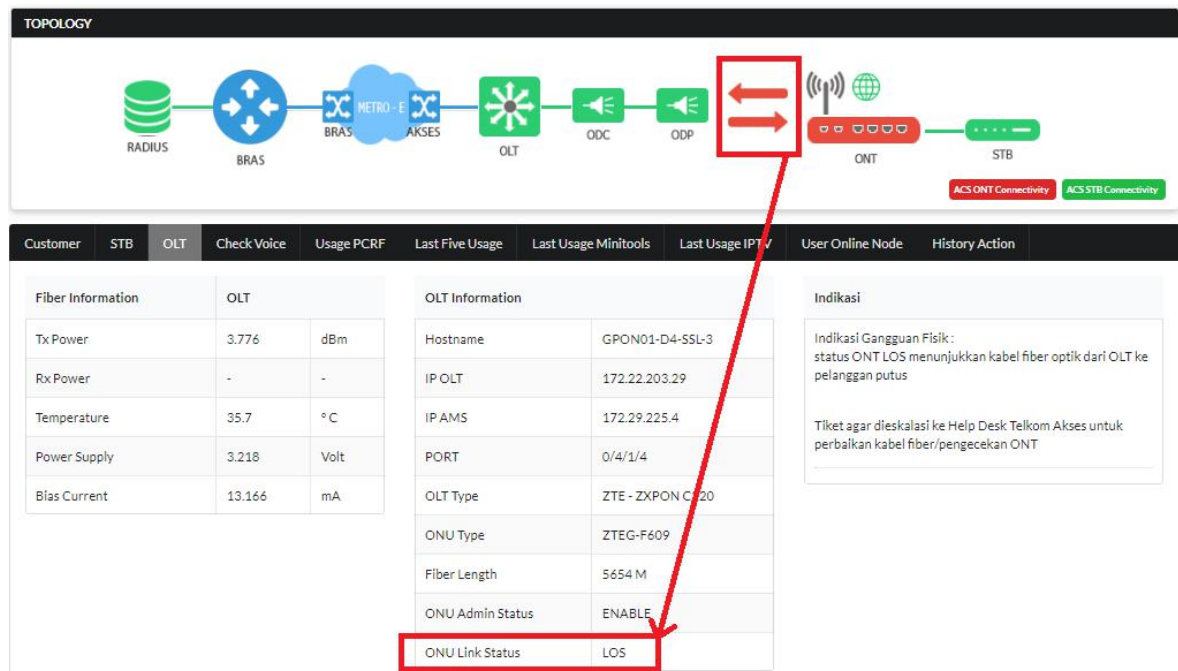 TOPOLOGY
METRO - E
BRAS
AKSES
RADIUS
BRAS
OLT
ODC
ODP
ONT
STB
ACS ONT Connectivity
ACS STB Connectivity
Customer STB OLT Check Voice Usage PCRF Last Five Usage Last Usage Minitools Last Usage IPTV User Online Node History Action
Fiber Information OLT
Tx Power 3.776 dBm
Rx Power - -
Temperature 35.7 ° C
Power Supply 3.218 Volt
Bias Current 13.166 mA
OLT Information
Hostname GPON01-D4-SSL-3
IP OLT 172.22.203.29
IP AMS 172.29.225.4
PORT 0/4/1/4
OLT Type ZTE - ZXPON
ONU Type ZTEG-F609
Fiber Length 5654 M
ONU Admin Status ENABLE
ONU Link Status LOS
Indikasi
Indikasi Gangguan Fisik :
status ONT LOS menunjukkan kabel fiber optik dari OLT ke
pelanggan putus
Tiket agar dieskalasi ke Help Desk Telkom Akses untuk
perbaikan kabel fiber/pengecekan ONT